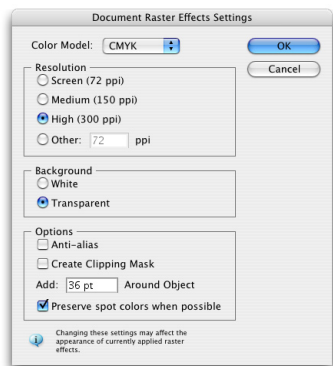 Document Raster Effects Settings
Color Model: CMYK
OK
Cancel
Resolution
Screen (72 ppi)
Medium (150 ppi)
High (300 ppi)
Other: 72 ppi
Background
White
Transparent
Options
Anti-alias
Create Clipping Mask
Add: 36 pt Around Object
Preserve spot colors when possible
Changing these settings may affect the
appearance of currently applied raster
effects.